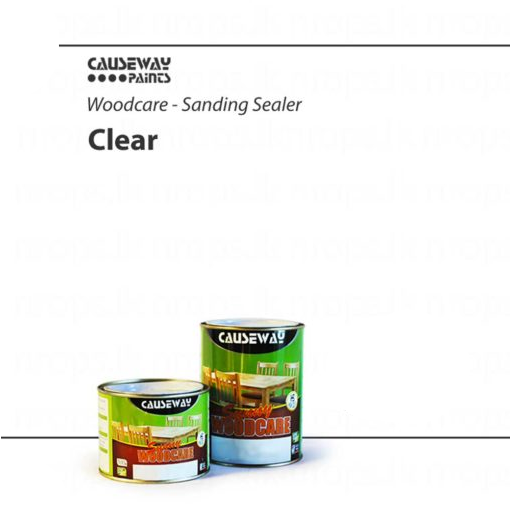 CAUSEWAY
PAINTS
Woodcare - Sanding Sealer
Clear
CAUSEWAY
WOODCARE
CAUSEWAY
WOODCARE